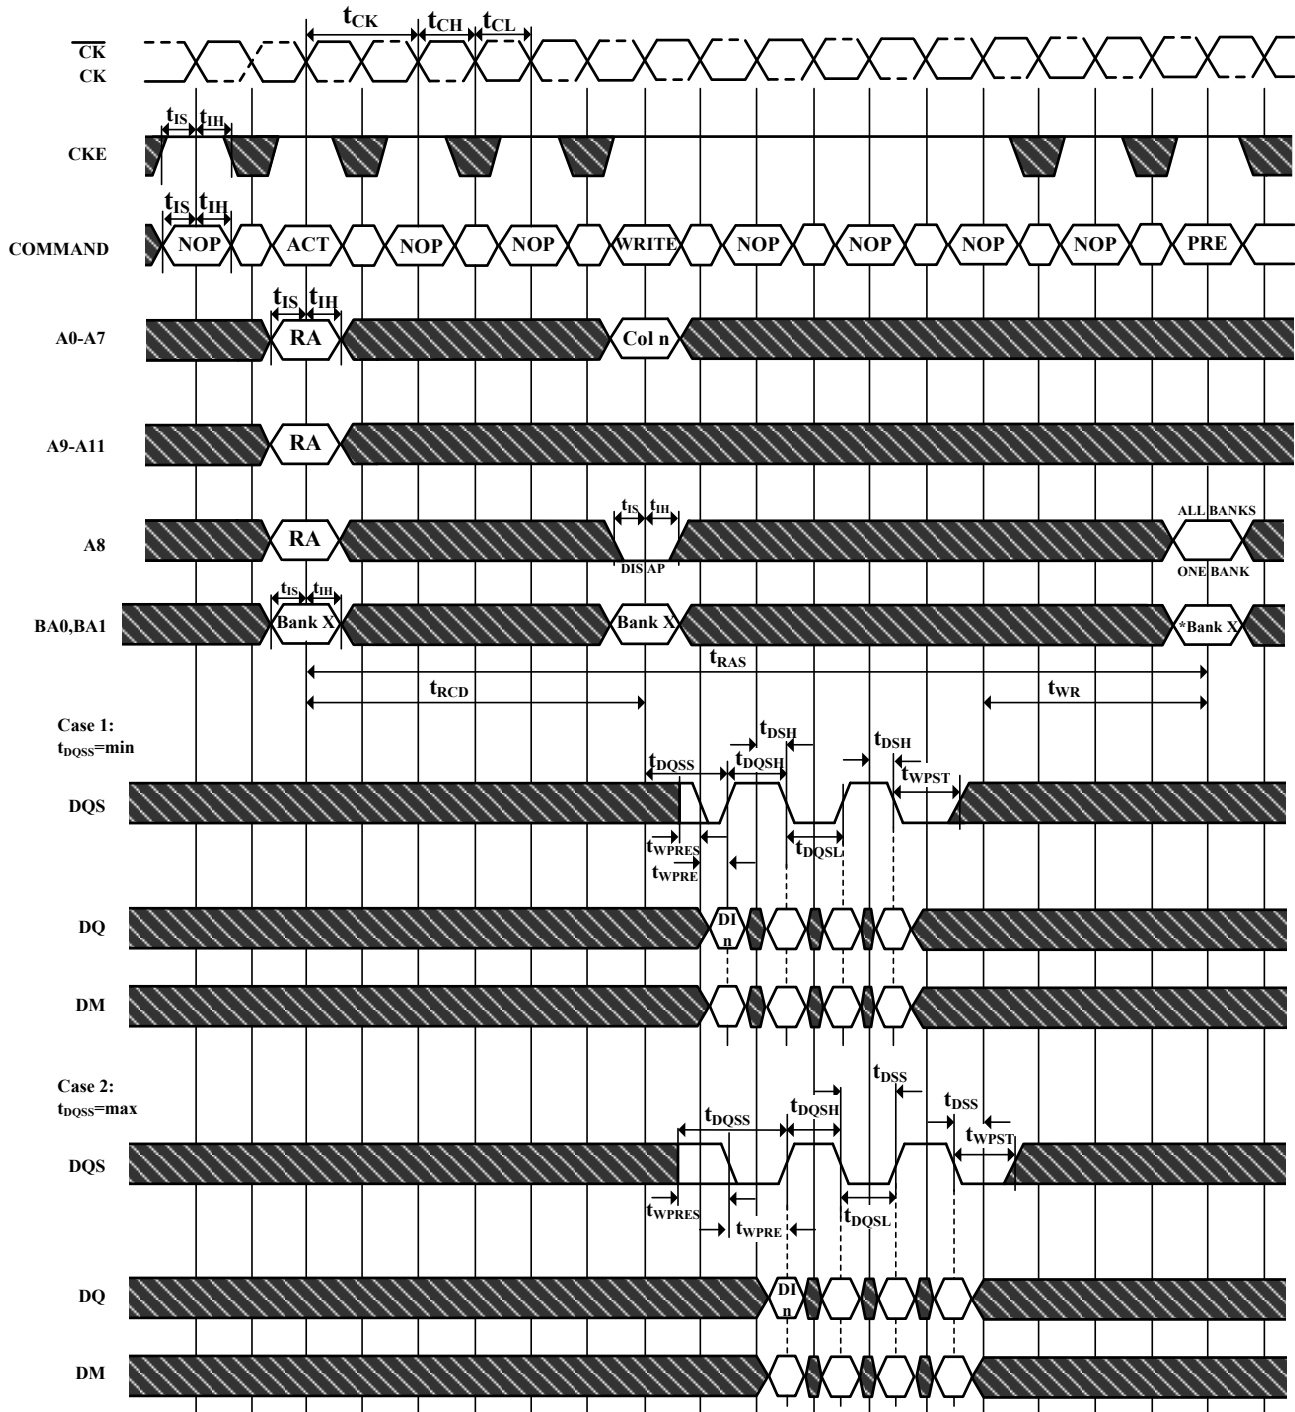 tCK tCH tCL
CK
CK
tIS tIH
CKE
tIS tIH
COMMAND NOP ACT NOP NOP WRITE NOP NOP NOP NOP PRE
tIS tIH
A0-A7 RA Col n
A9-A11 RA
tIS tIH ALL BANKS
A8 RA
DIS AP ONE BANK
tIS tIH
BA0,BA1 Bank X Bank X *Bank X
tRAS
tRCD tWR
Case 1:
tDQSS=min
tDSH tDSH
tDQSS tDQSH tWPST
DQS
tWPRES tDQSL
tWPRE
DQ DI
n
DM
Case 2:
tDQSS=max
tDSS tDSS
tDQSS tDQSH tWPST
DQS
tWPRES tWPRE tDQSL
DQ DI
n
DM